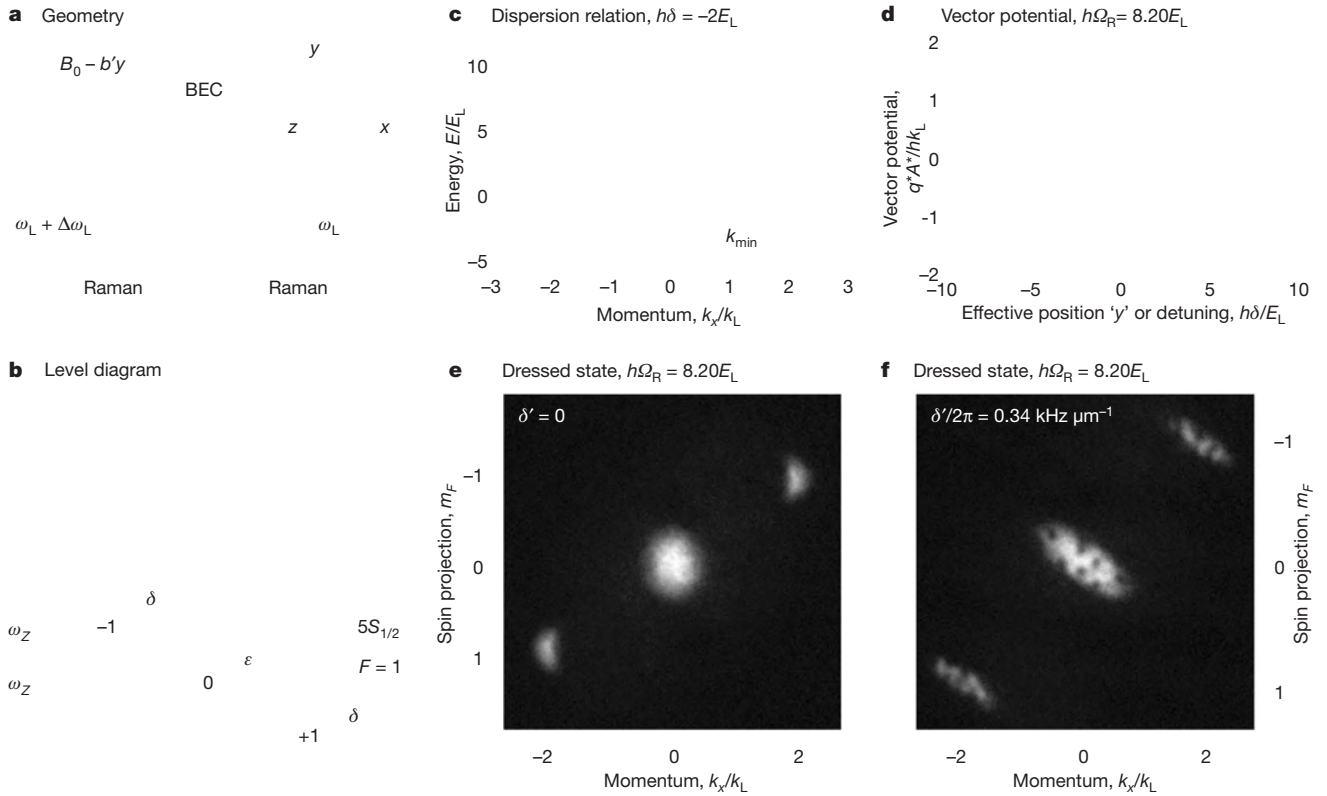 a Geometry
B₀ – b′y
y
BEC
z
x
ω_L + Δω_L
ω_L
Raman
Raman
b Level diagram
δ
ω_Z
–1
5S₁/₂
ε
F = 1
ω_Z
0
δ
+1
c Dispersion relation, hδ = –2E_L
10
5
0
–5
Energy, E/E_L
k_min
–3 –2 –1 0 1 2 3
Momentum, k_x/k_L
d Vector potential, hΩ_R= 8.20E_L
2
1
0
-1
–2
Vector potential,
q*A*/hk_L
–10 –5 0 5 10
Effective position ‘y’ or detuning, hδ/E_L
e Dressed state, hΩ_R = 8.20E_L
δ′ = 0
–1
0
1
Spin projection, m_F
–2 0 2
Momentum, k_x/k_L
f Dressed state, hΩ_R = 8.20E_L
δ′/2π = 0.34 kHz μm⁻¹
–1
0
1
Spin projection, m_F
–2 0 2
Momentum, k_x/k_L